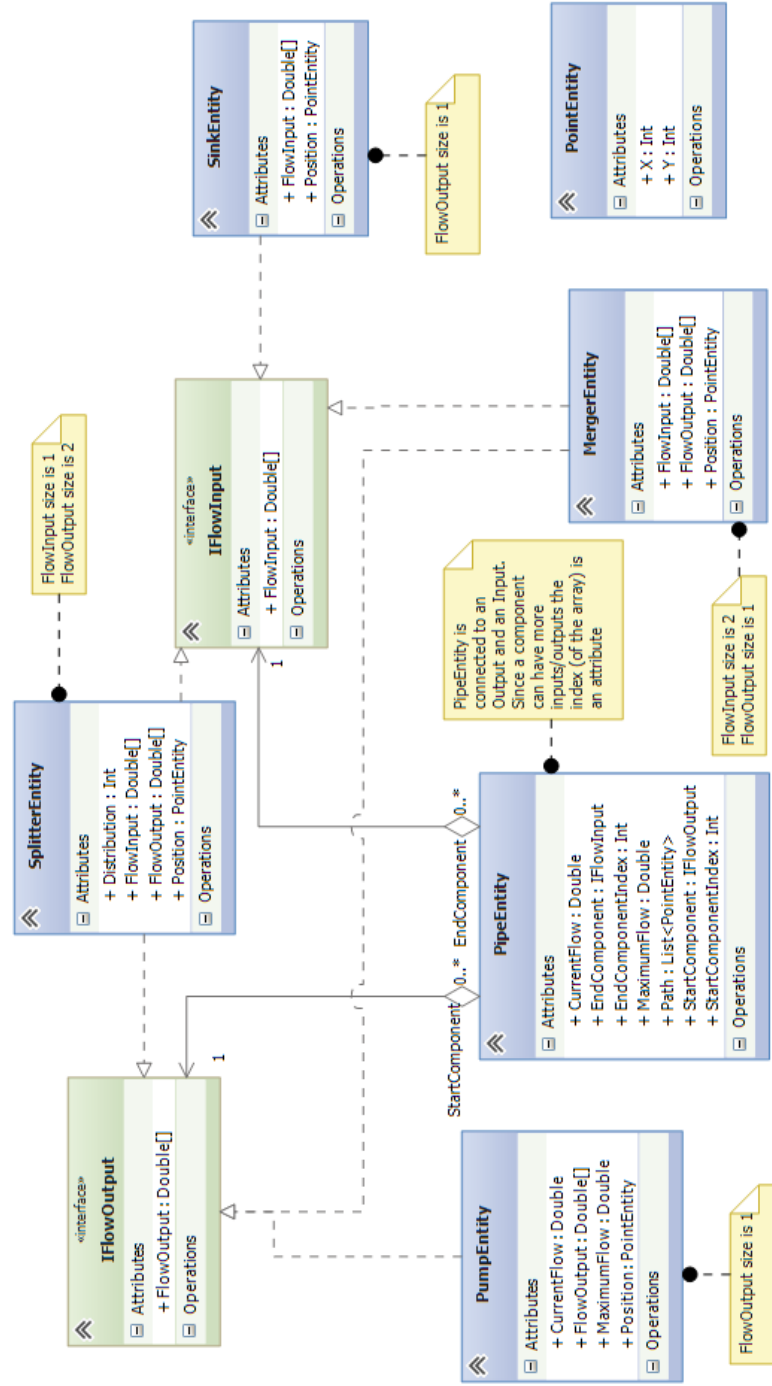 «interface»
IFlowOutput
Attributes
+ FlowOutput : Double[]
Operations
SplitterEntity
Attributes
+ Distribution : Int
+ FlowInput : Double[]
+ FlowOutput : Double[]
+ Position : PointEntity
Operations
FlowInput size is 1
FlowOutput size is 2
«interface»
IFlowInput
Attributes
+ FlowInput : Double[]
Operations
SinkEntity
Attributes
+ FlowInput : Double[]
+ Position : PointEntity
Operations
FlowOutput size is 1
1
1
StartComponent
0..*
EndComponent
0..*
PumpEntity
Attributes
+ CurrentFlow : Double
+ FlowOutput : Double[]
+ MaximumFlow : Double
+ Position : PointEntity
Operations
FlowOutput size is 1
PipeEntity
Attributes
+ CurrentFlow : Double
+ EndComponent : IFlowInput
+ EndComponentIndex : Int
+ MaximumFlow : Double
+ Path : List<PointEntity>
+ StartComponent : IFlowOutput
+ StartComponentIndex : Int
Operations
PipeEntity is
connected to an
Output and an Input.
Since a component
can have more
inputs/outputs the
index (of the array) is
an attribute
MergerEntity
Attributes
+ FlowInput : Double[]
+ FlowOutput : Double[]
+ Position : PointEntity
Operations
FlowInput size is 2
FlowOutput size is 1
PointEntity
Attributes
+ X : Int
+ Y : Int
Operations